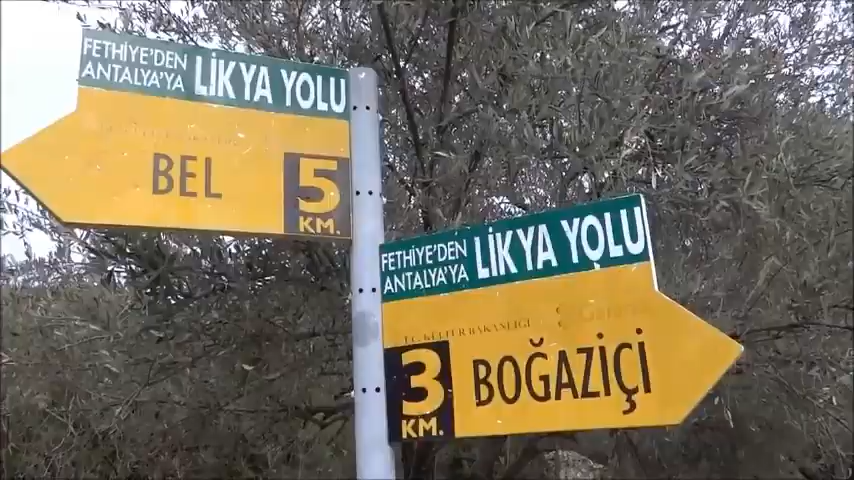 FETHİYE'DEN
ANTALYA'YA
LİKYA YOLU
BEL
5
KM.
FETHİYE'DEN
ANTALYA'YA
LİKYA YOLU
T.C. KÜLTÜR BAKANLIĞI
3
KM.
BOĞAZİÇİ